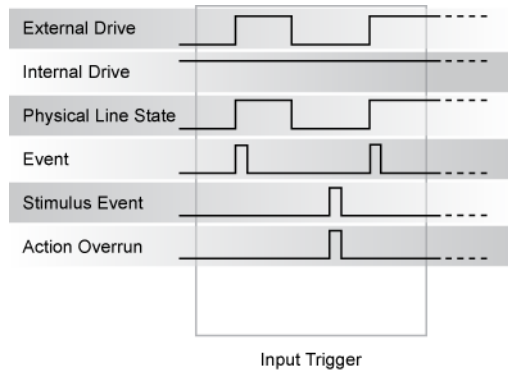 External Drive
Internal Drive
Physical Line State
Event
Stimulus Event
Action Overrun
Input Trigger